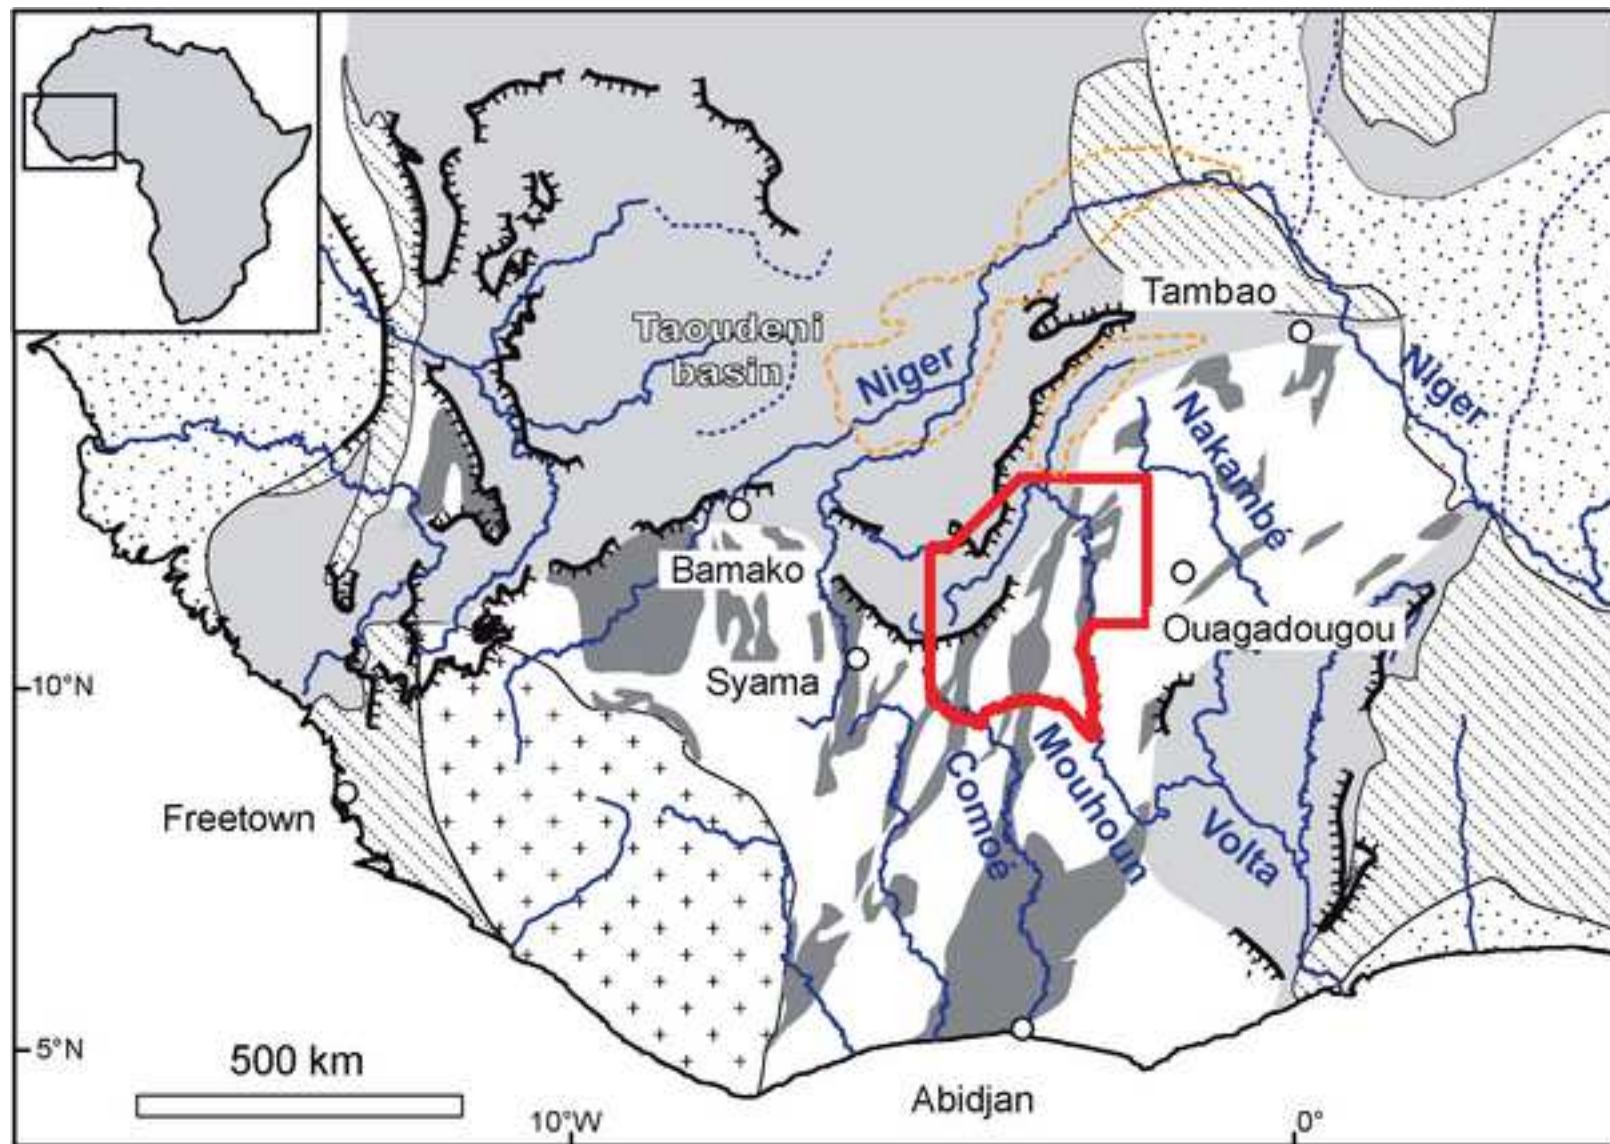 Tambao
Taoudeni
basin
Niger
Niger
Nakambé
Bamako
Ouagadougou
Syama
10°N
Comoé
Mouhoun
Volta
Freetown
5°N
500 km
Abidjan
10°W
0°